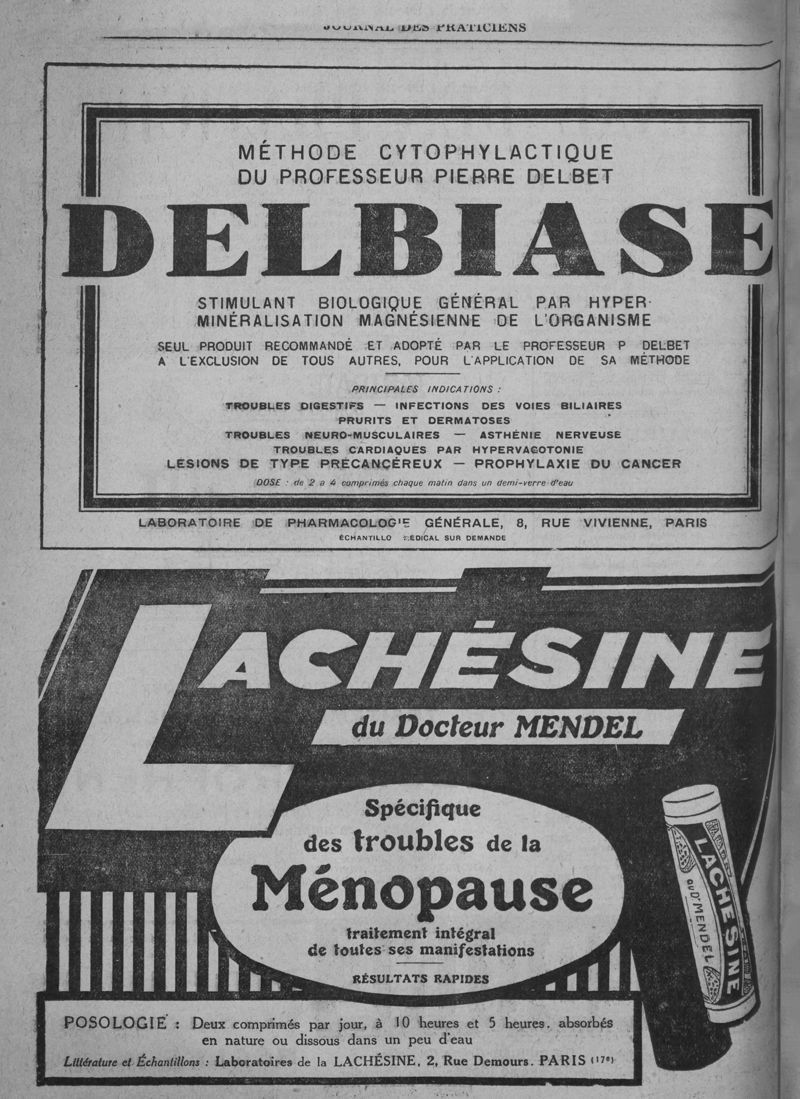 JOURNAL DES PRATICIENS
MÉTHODE CYTOPHYLACTIQUE
DU PROFESSEUR PIERRE DELBET
DELBIASE
STIMULANT BIOLOGIQUE GÉNÉRAL PAR HYPER-
MINÉRALISATION MAGNÉSIENNE DE L'ORGANISME
SEUL PRODUIT RECOMMANDÉ ET ADOPTÉ PAR LE PROFESSEUR P DELBET
A L'EXCLUSION DE TOUS AUTRES, POUR L'APPLICATION DE SA MÉTHODE
PRINCIPALES INDICATIONS :
TROUBLES DIGESTIFS — INFECTIONS DES VOIES BILIAIRES
PRURITS ET DERMATOSES
TROUBLES NEURO-MUSCULAIRES — ASTHÉNIE NERVEUSE
TROUBLES CARDIAQUES PAR HYPERVAGOTONIE
LÉSIONS DE TYPE PRÉCANCÉREUX — PROPHYLAXIE DU CANCER
DOSE : de 2 a 4 comprimés chaque matin dans un demi-verre d'eau
LABORATOIRE DE PHARMACOLOGIE GÉNÉRALE, 8, RUE VIVIENNE, PARIS
ÉCHANTILLO MÉDICAL SUR DEMANDE
LACHÉSINE
du Docteur MENDEL
Spécifique
des troubles de la
Ménopause
traitement intégral
de toutes ses manifestations
RÉSULTATS RAPIDES
LACHÉSINE
DU Dr MENDEL
POSOLOGIE : Deux comprimés par jour, à 10 heures et 5 heures. absorbés
en nature ou dissous dans un peu d'eau
Littérature et Échantillons : Laboratoires de la LACHÉSINE, 2, Rue Demours. PARIS (17e)